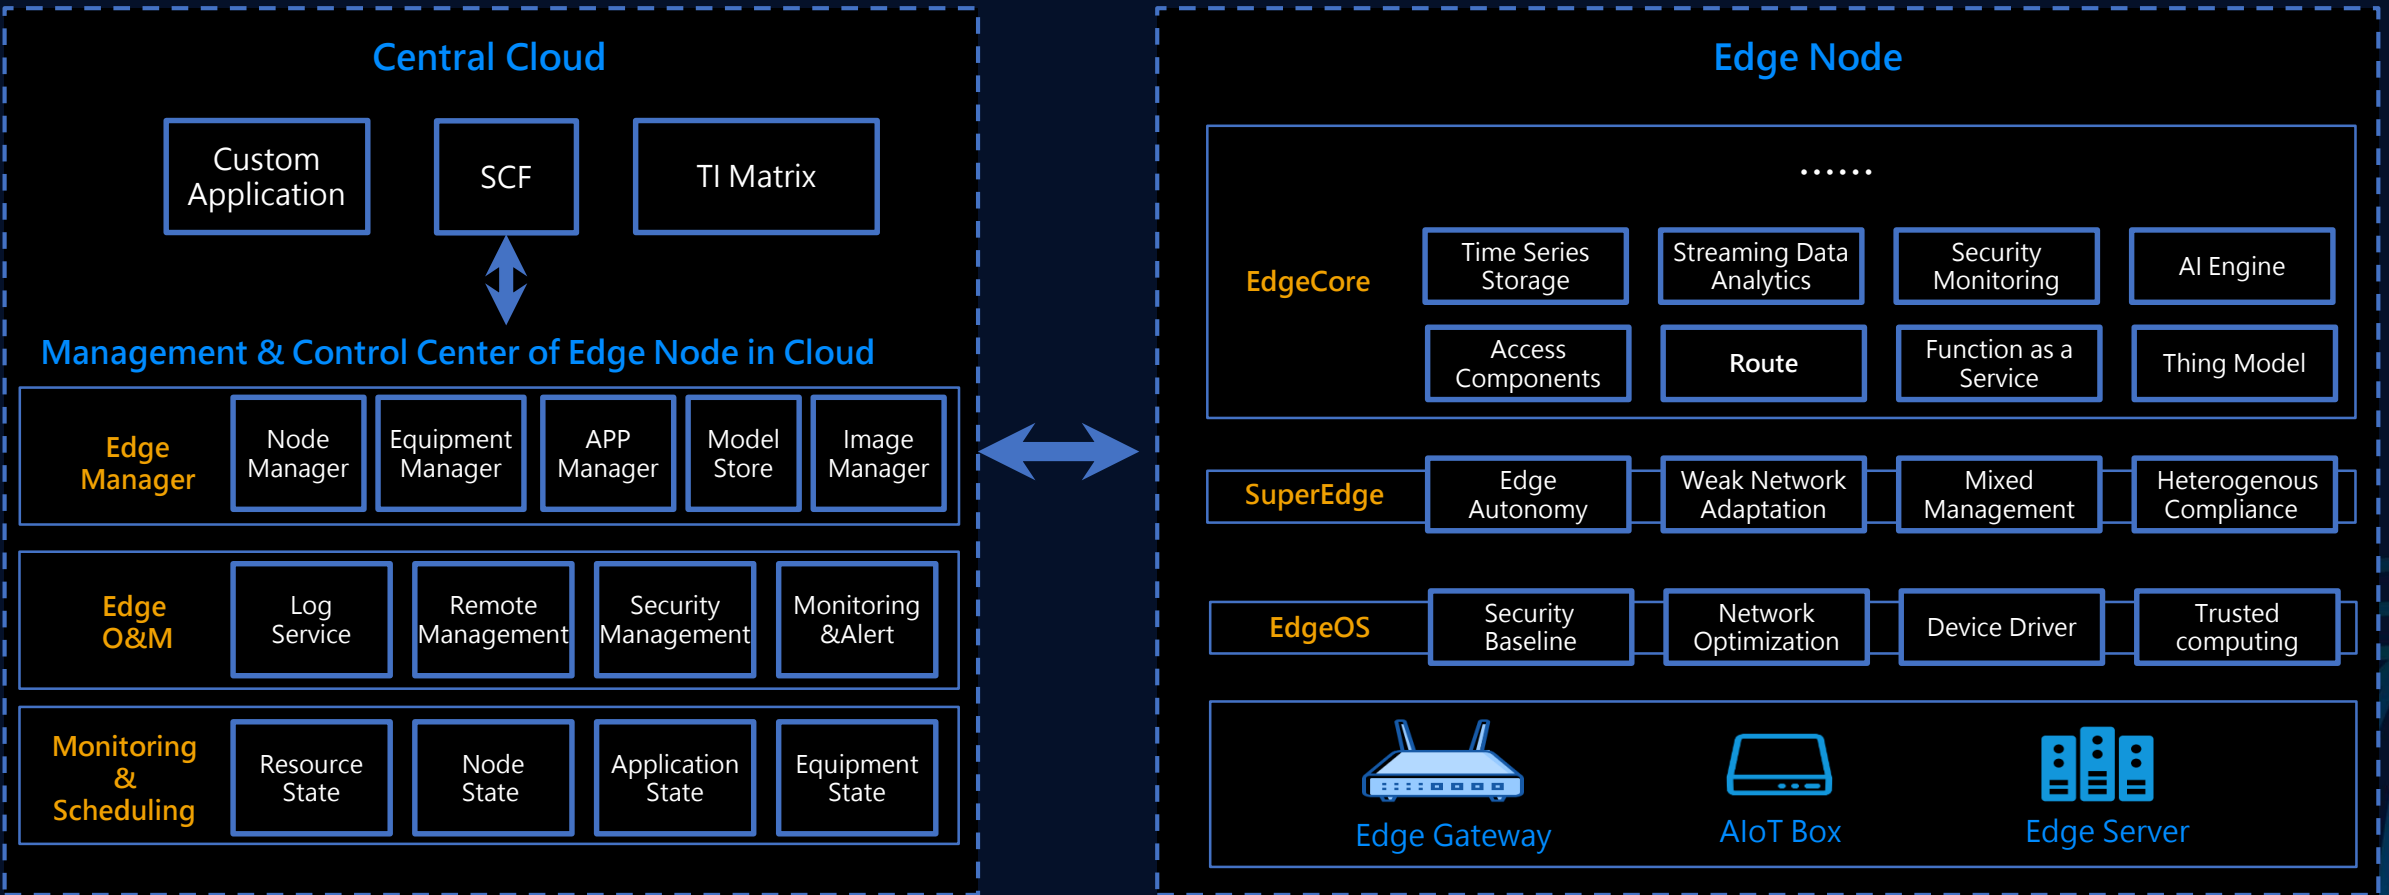 Central Cloud
Custom
Application
SCF
TI Matrix
Management & Control Center of Edge Node in Cloud
Edge
Manager
Node
Manager
Equipment
Manager
APP
Manager
Model
Store
Image
Manager
Edge
O&M
Log
Service
Remote
Management
Security
Management
Monitoring
&Alert
Monitoring
&
Scheduling
Resource
State
Node
State
Application
State
Equipment
State
Edge Node
......
EdgeCore
Time Series
Storage
Streaming Data
Analytics
Security
Monitoring
AI Engine
Access
Components
Route
Function as a
Service
Thing Model
SuperEdge
Edge
Autonomy
Weak Network
Adaptation
Mixed
Management
Heterogenous
Compliance
EdgeOS
Security
Baseline
Network
Optimization
Device Driver
Trusted
computing
Edge Gateway
AIoT Box
Edge Server